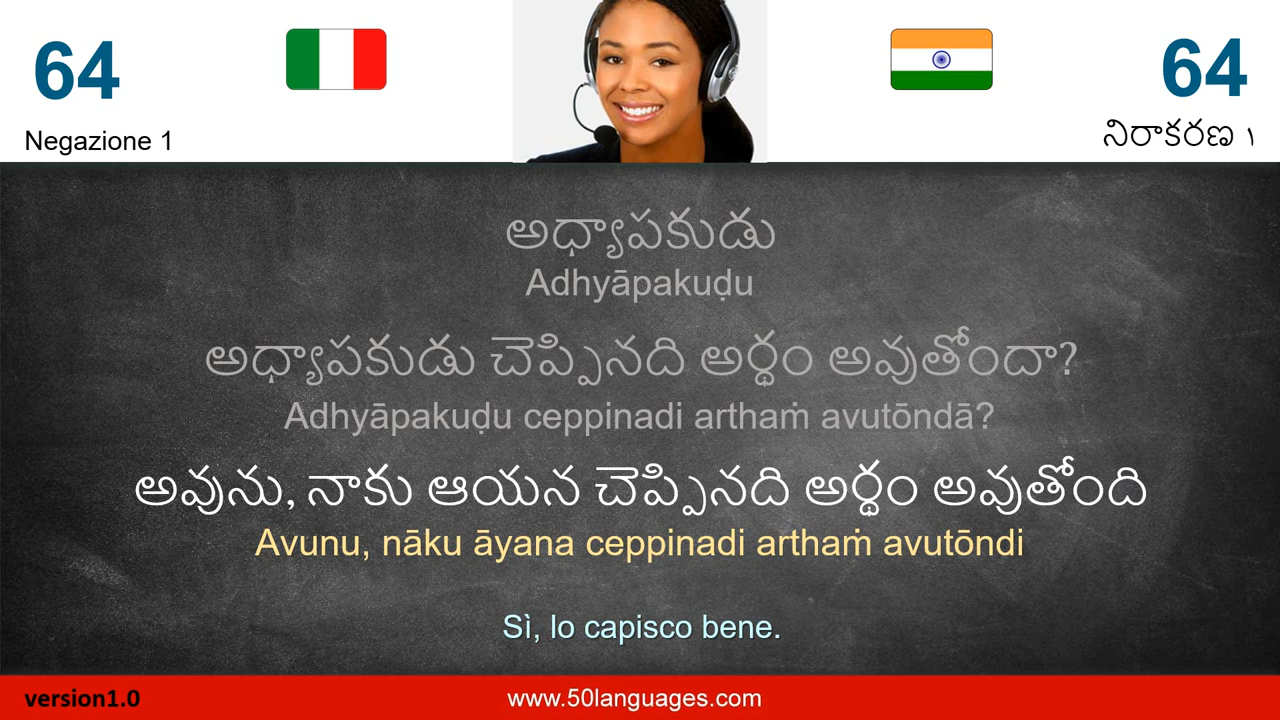 64
64
Negazione 1
నిరాకరణ ۱
అధ్యాపకుడు
Adhyāpakuḍu
అధ్యాపకుడు చెప్పినది అర్థం అవుతోందా?
Adhyāpakuḍu ceppinadi arthaṁ avutōndā?
అవును, నాకు ఆయన చెప్పినది అర్థం అవుతోంది
Avunu, nāku āyana ceppinadi arthaṁ avutōndi
Sì, lo capisco bene.
version1.0
www.50languages.com